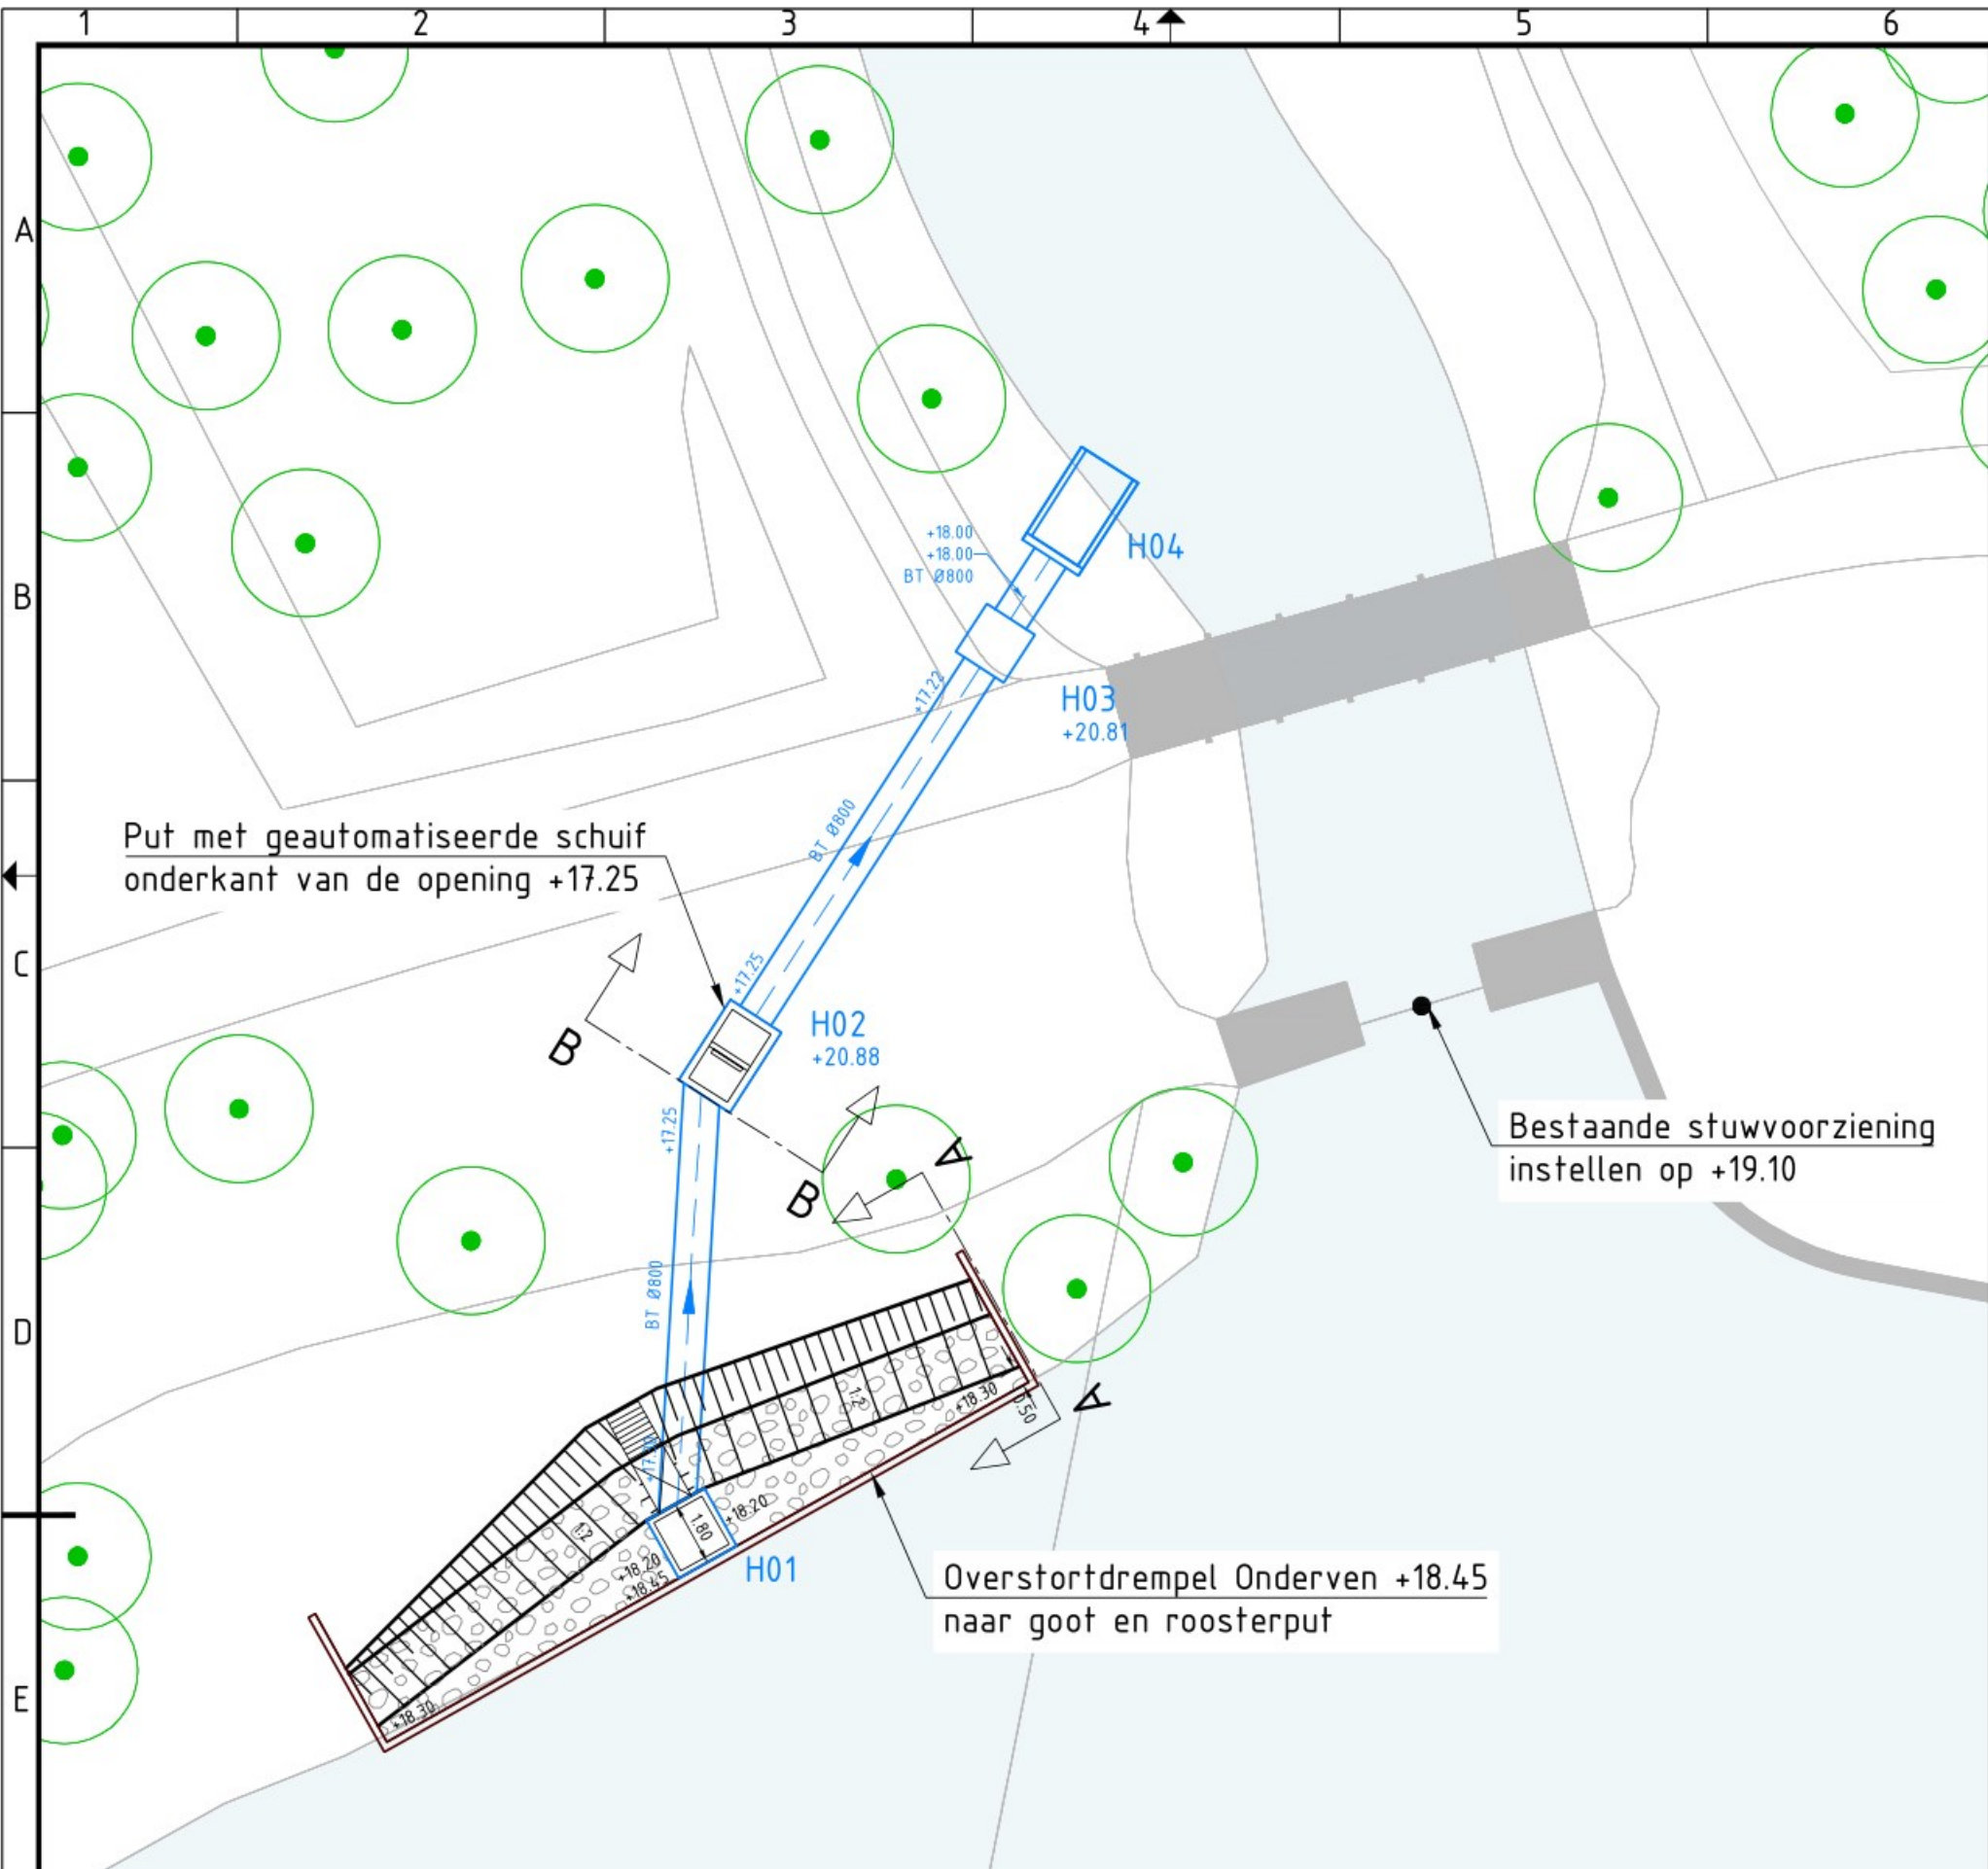 1 2 3 4 5 6
A
B
C
D
E
+18.00
+18.00
BT Ø800
H04
+17.22
H03
+20.81
BT Ø800
Put met geautomatiseerde schuif
onderkant van de opening +17.25
+17.25
H02
+20.88
B
+17.25
B
A
Bestaande stuwvoorziening
instellen op +19.10
BT Ø800
1:2
+18.30
0.50
A
1:2
1.80
+18.20
+18.20
+18.45
H01
Overstortdrempel Onderven +18.45
naar goot en roosterput
+18.30